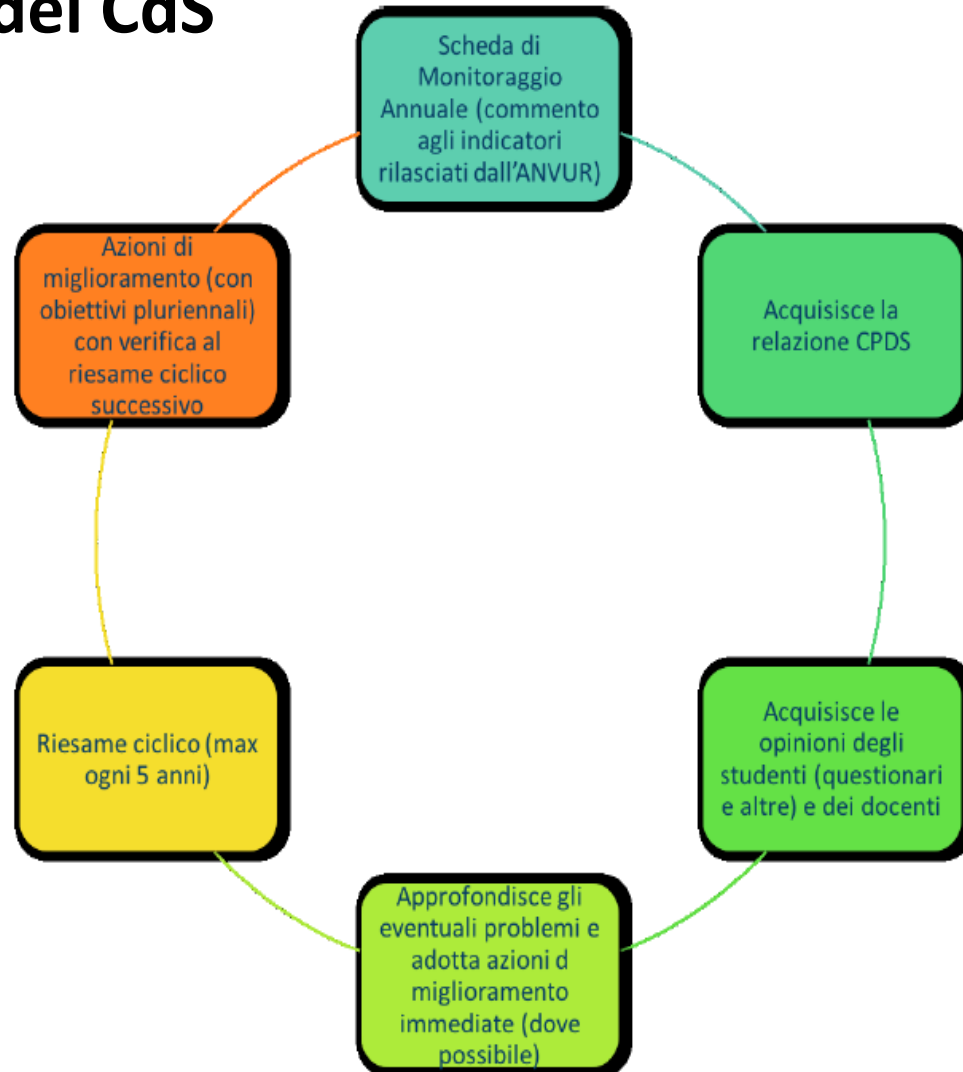 dei CdS
Scheda di
Monitoraggio
Annuale (commento
agli indicatori
rilasciati dall'ANVUR)
Acquisisce la
relazione CPDS
Acquisisce le
opinioni degli
studenti (questionari
e altre) e dei docenti
Approfondisce gli
eventuali problemi e
adotta azioni d
miglioramento
immediate (dove
possibile)
Riesame ciclico (max
ogni 5 anni)
Azioni di
miglioramento (con
obiettivi pluriennali)
con verifica al
riesame ciclico
successivo